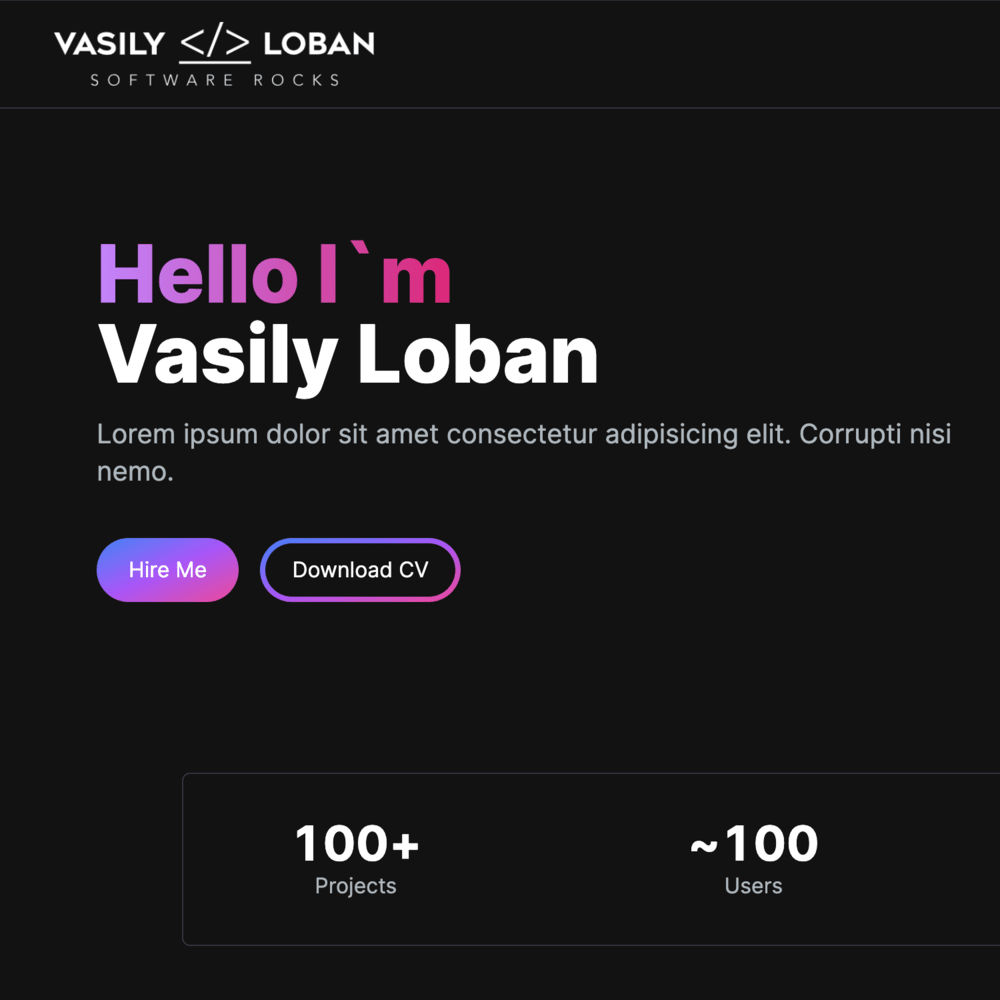 VASILY </> LOBAN
SOFTWARE ROCKS
Hello I`m
Vasily Loban
Lorem ipsum dolor sit amet consectetur adipisicing elit. Corrupti nisi
nemo.
Hire Me Download CV
100+ ~100
Projects Users